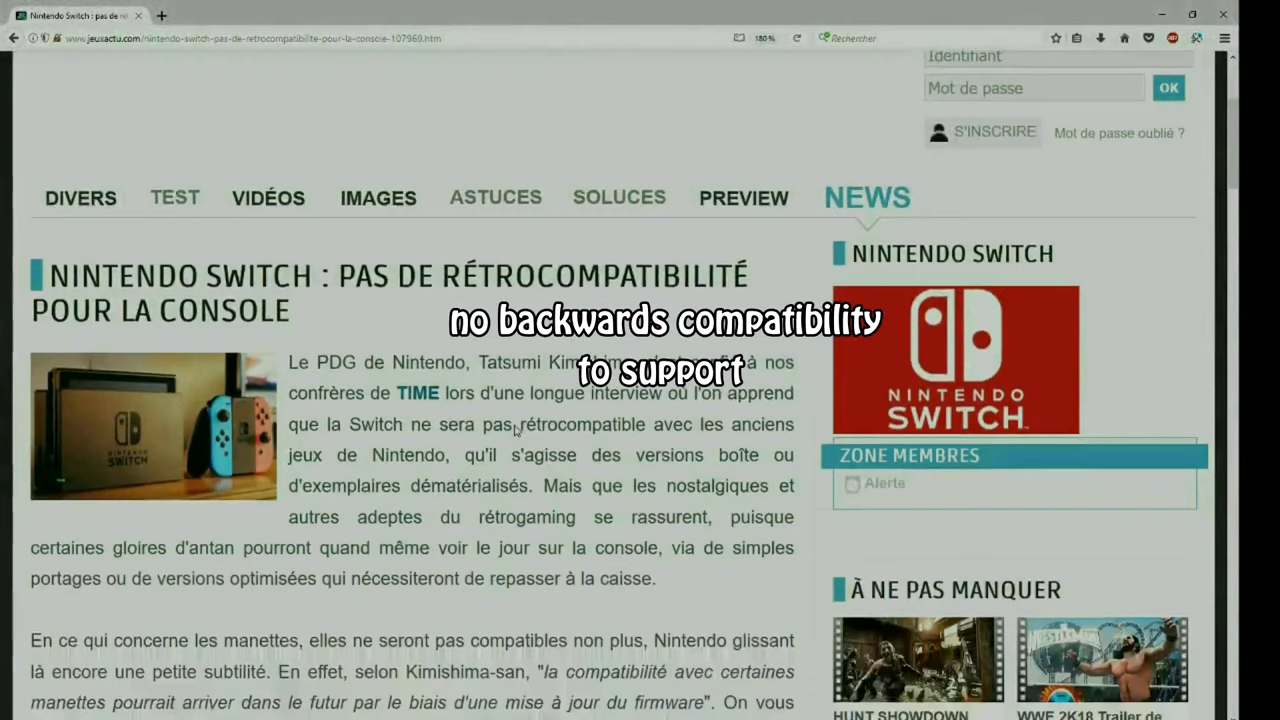 Nintendo Switch : pas de ré
www.jeuxactu.com/nintendo-switch-pas-de-retrocompatibilite-pour-la-console-107969.htm
180 %
Rechercher
Identifiant
Mot de passe
OK
S'INSCRIRE
Mot de passe oublié ?
DIVERS TEST VIDÉOS IMAGES ASTUCES SOLUCES PREVIEW NEWS
NINTENDO SWITCH : PAS DE RÉTROCOMPATIBILITÉ
POUR LA CONSOLE
no backwards compatibility
to support
Le PDG de Nintendo, Tatsumi à nos
confrères de TIME lors d'une longue interview où l'on apprend
que la Switch ne sera pas rétrocompatible avec les anciens
jeux de Nintendo, qu'il s'agisse des versions boîte ou
d'exemplaires dématérialisés. Mais que les nostalgiques et
autres adeptes du rétrogaming se rassurent, puisque
certaines gloires d'antan pourront quand même voir le jour sur la console, via de simples
portages ou de versions optimisées qui nécessiteront de repasser à la caisse.
En ce qui concerne les manettes, elles ne seront pas compatibles non plus, Nintendo glissant
là encore une petite subtilité. En effet, selon Kimishima-san, "la compatibilité avec certaines
manettes pourrait arriver dans le futur par le biais d'une mise à jour du firmware". On vous
NINTENDO
SWITCH
NINTENDO SWITCH
NINTENDO
SWITCH
ZONE MEMBRES
Alerte
À NE PAS MANQUER
HUNT SHOWDOWN
WWE 2K18 Trailer de